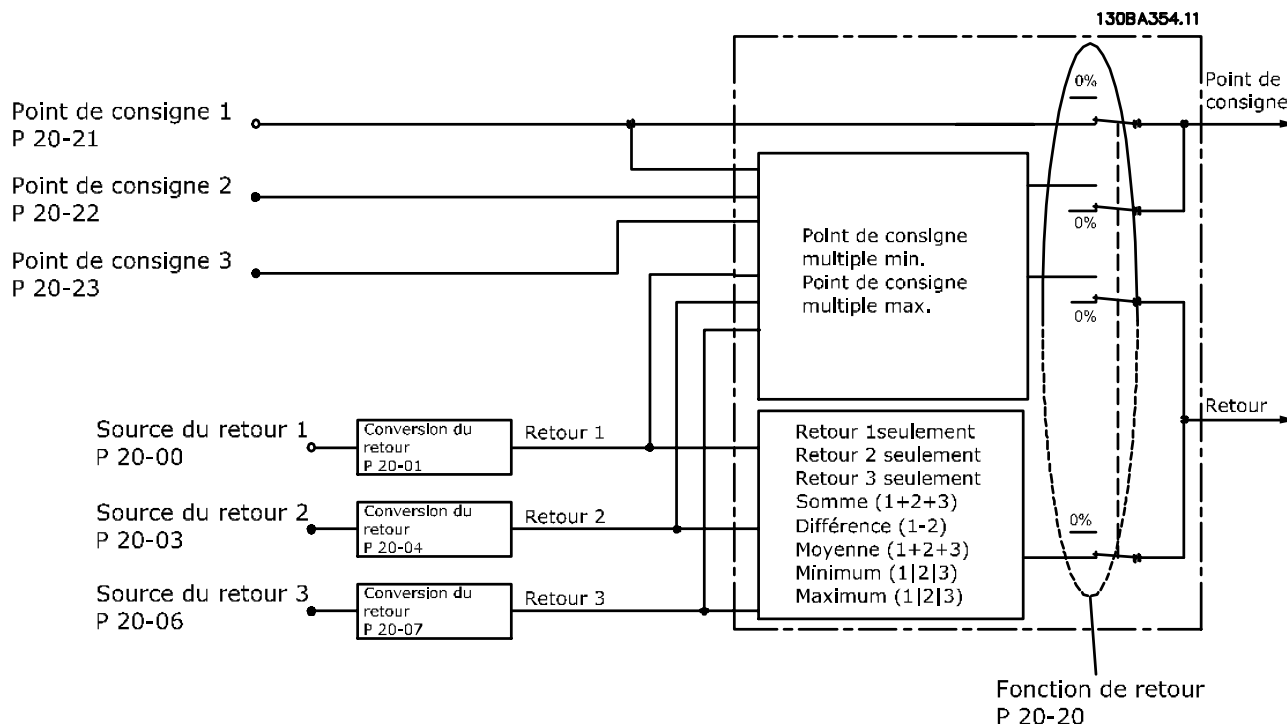 130BA354.11
Point de consigne 1
P 20-21
Point de consigne 2
P 20-22
Point de consigne 3
P 20-23
0%
Point de
consigne
0%
Point de consigne
multiple min.
Point de consigne
multiple max.
0%
Retour
Source du retour 1
P 20-00
Conversion du
retour
P 20-01
Retour 1
Source du retour 2
P 20-03
Conversion du
retour
P 20-04
Retour 2
Source du retour 3
P 20-06
Conversion du
retour
P 20-07
Retour 3
Retour 1seulement
Retour 2 seulement
Retour 3 seulement
Somme (1+2+3)
Différence (1-2)
Moyenne (1+2+3)
Minimum (1|2|3)
Maximum (1|2|3)
0%
Fonction de retour
P 20-20